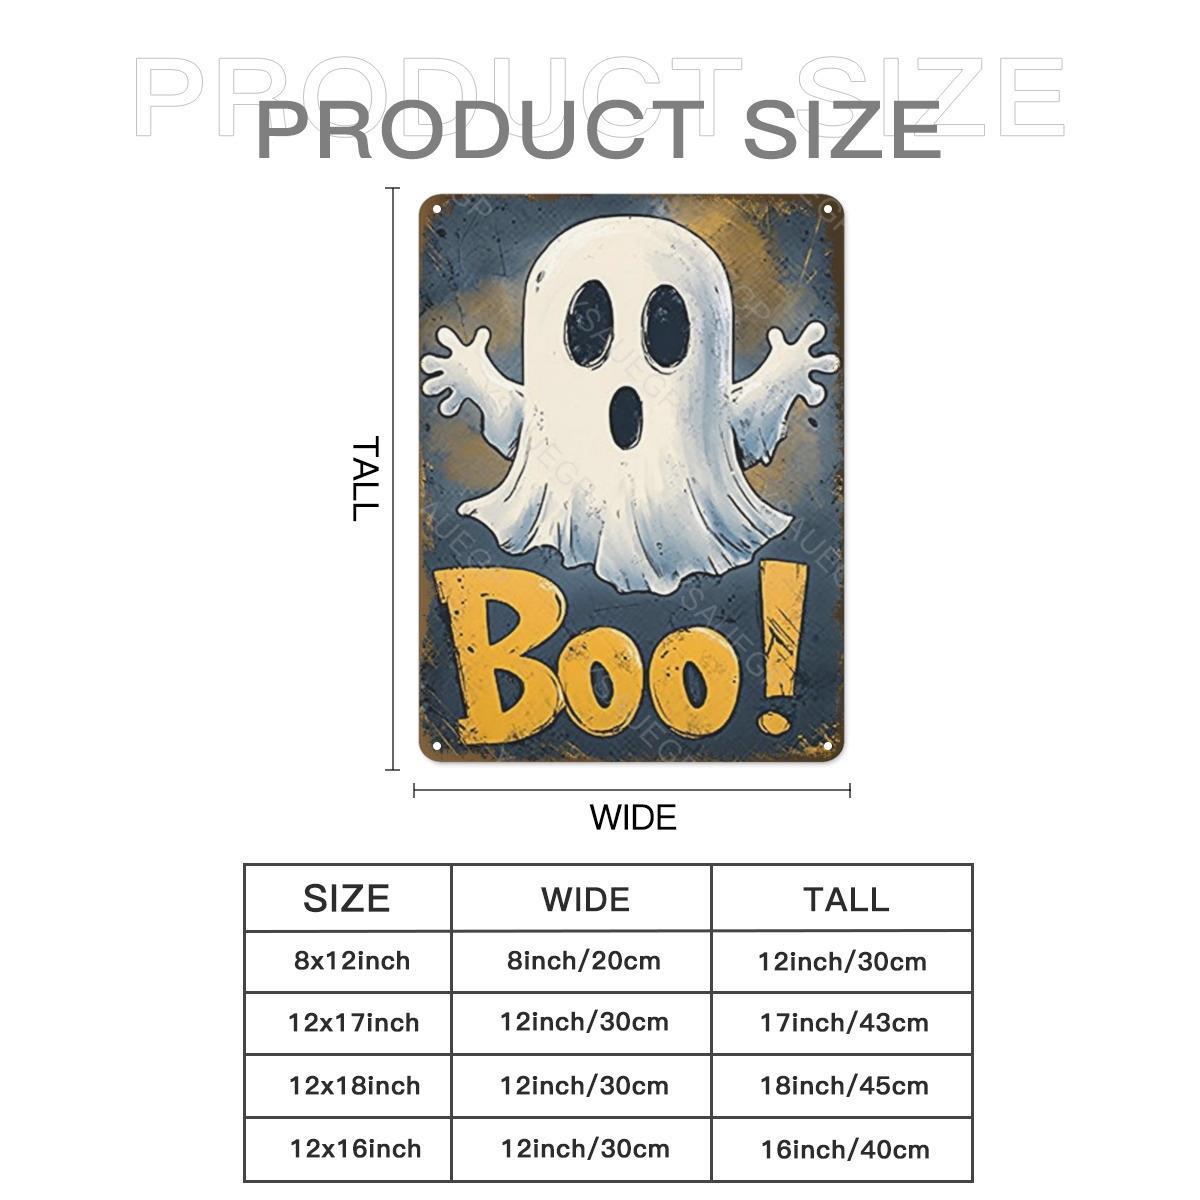 PRODUCT SIZE
PRODUCT SIZE
TALL
Boo!
WIDE
SIZE WIDE TALL
8x12inch 8inch/20cm 12inch/30cm
12x17inch 12inch/30cm 17inch/43cm
12x18inch 12inch/30cm 18inch/45cm
12x16inch 12inch/30cm 16inch/40cm